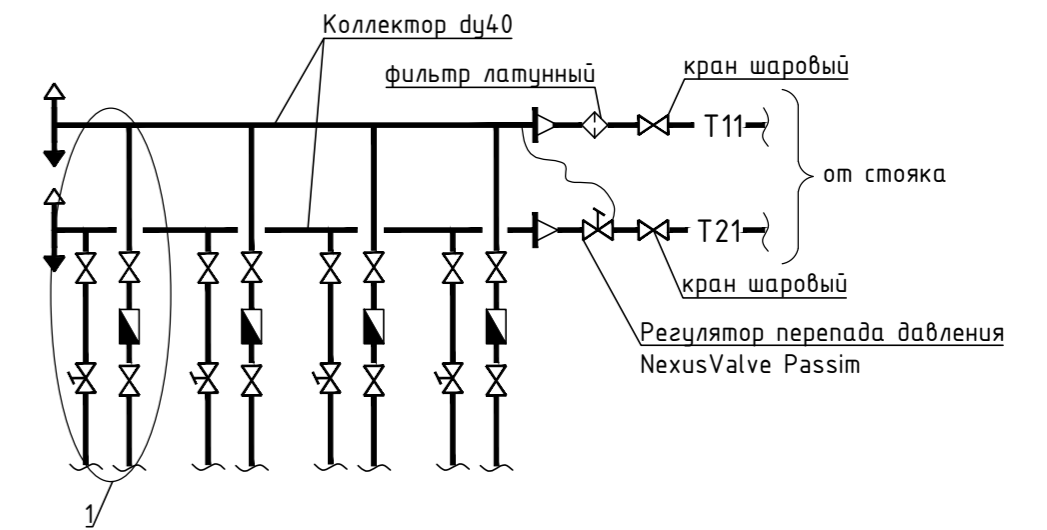 Коллектор dy40
фильтр латунный
кран шаровый
T11
от стояка
T21
кран шаровый
Регулятор перепада давления
NexusValve Passim
1